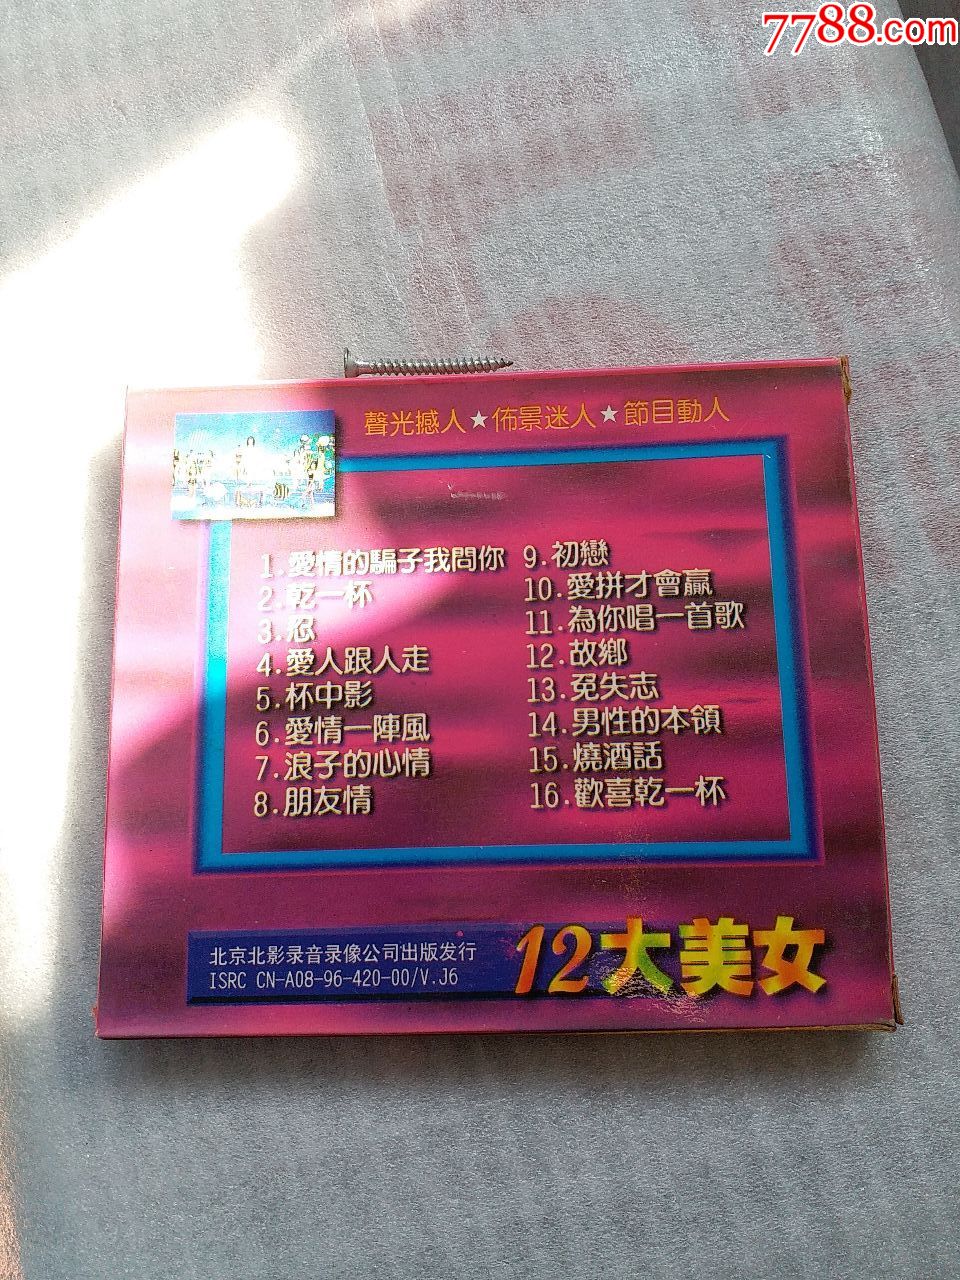 7788.com
聲光撼人★佈景迷人★節目動人
1.愛情的騙子我問你
2.乾一杯
3.忍
4.愛人跟人走
5.杯中影
6.愛情一陣風
7.浪子的心情
8.朋友情
9.初戀
10.愛拼才會贏
11.為你唱一首歌
12.故鄉
13.免失志
14.男性的本領
15.燒酒話
16.歡喜乾一杯
北京北影录音录像公司出版发行
ISRC CN-A08-96-420-00/V.J6
12大美女